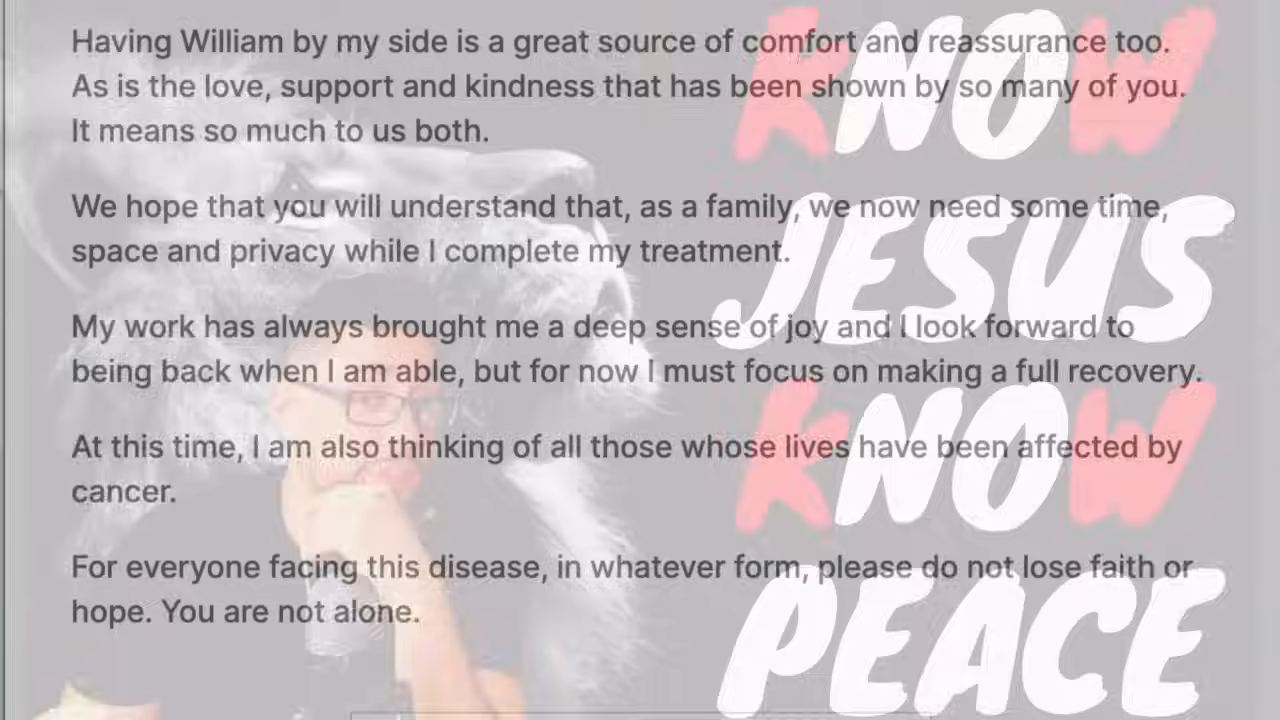 Having William by my side is a great source of comfort and reassurance too.
As is the love, support and kindness that has been shown by so many of you.
It means so much to us both.
We hope that you will understand that, as a family, we now need some time,
space and privacy while I complete my treatment.
My work has always brought me a deep sense of joy and I look forward to
being back when I am able, but for now I must focus on making a full recovery.
At this time, I am also thinking of all those whose lives have been affected by
cancer.
For everyone facing this disease, in whatever form, please do not lose faith or
hope. You are not alone.
kNOW
JESUS
kNOW
PEACE